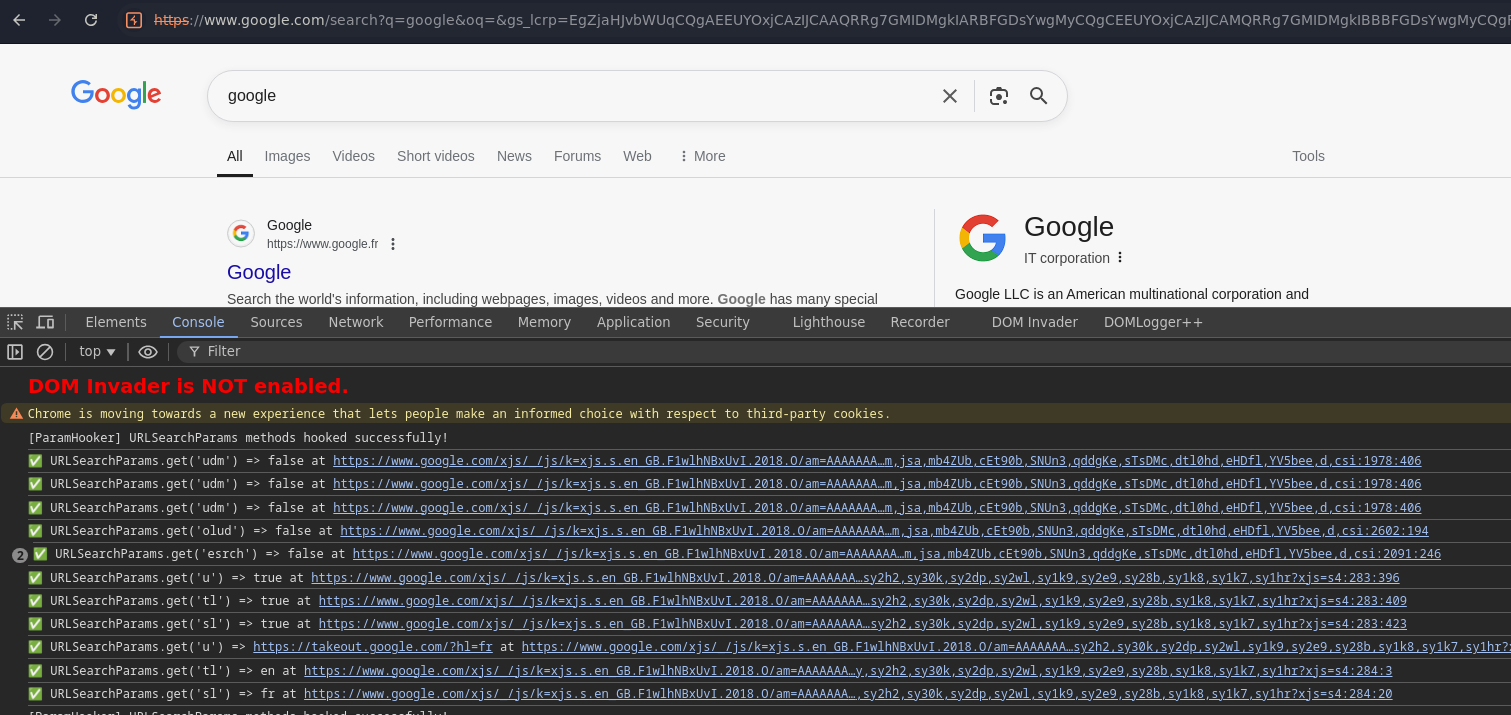 https://www.google.com/search?q=google&oq=&gs_lcrp=EgZjaHJvbWUqCQgAEEUYOxjCAzIJCAAQRRg7GMIDMgkIARBFGDsYwgMyCQgCEEUYOxjCAzIJCAMQRRg7GMIDMgkIBBBFGDsYwgMyCQgF
Google
google
All Images Videos Short videos News Forums Web More Tools
Google
https://www.google.fr
Google
Search the world's information, including webpages, images, videos and more. Google has many special
Google
IT corporation
Google LLC is an American multinational corporation and
Elements Console Sources Network Performance Memory Application Security Lighthouse Recorder DOM Invader DOMLogger++
top Filter
DOM Invader is NOT enabled.
Chrome is moving towards a new experience that lets people make an informed choice with respect to third-party cookies.
[ParamHooker] URLSearchParams methods hooked successfully!
✅ URLSearchParams.get('udm') => false at https://www.google.com/xjs/_/js/k=xjs.s.en_GB.F1wlhNBxUvI.2018.O/am=AAAAAAA…m,jsa,mb4ZUb,cEt90b,SNUn3,qddgKe,sTsDMc,dtl0hd,eHDfl,YV5bee,d,csi:1978:406
✅ URLSearchParams.get('udm') => false at https://www.google.com/xjs/_/js/k=xjs.s.en_GB.F1wlhNBxUvI.2018.O/am=AAAAAAA…m,jsa,mb4ZUb,cEt90b,SNUn3,qddgKe,sTsDMc,dtl0hd,eHDfl,YV5bee,d,csi:1978:406
✅ URLSearchParams.get('udm') => false at https://www.google.com/xjs/_/js/k=xjs.s.en_GB.F1wlhNBxUvI.2018.O/am=AAAAAAA…m,jsa,mb4ZUb,cEt90b,SNUn3,qddgKe,sTsDMc,dtl0hd,eHDfl,YV5bee,d,csi:1978:406
✅ URLSearchParams.get('olud') => false at https://www.google.com/xjs/_/js/k=xjs.s.en_GB.F1wlhNBxUvI.2018.O/am=AAAAAAA…m,jsa,mb4ZUb,cEt90b,SNUn3,qddgKe,sTsDMc,dtl0hd,eHDfl,YV5bee,d,csi:2602:194
2 ✅ URLSearchParams.get('esrch') => false at https://www.google.com/xjs/_/js/k=xjs.s.en_GB.F1wlhNBxUvI.2018.O/am=AAAAAAA…m,jsa,mb4ZUb,cEt90b,SNUn3,qddgKe,sTsDMc,dtl0hd,eHDfl,YV5bee,d,csi:2091:246
✅ URLSearchParams.get('u') => true at https://www.google.com/xjs/_/js/k=xjs.s.en_GB.F1wlhNBxUvI.2018.O/am=AAAAAAA…sy2h2,sy30k,sy2dp,sy2wl,sy1k9,sy2e9,sy28b,sy1k8,sy1k7,sy1hr?xjs=s4:283:396
✅ URLSearchParams.get('tl') => true at https://www.google.com/xjs/_/js/k=xjs.s.en_GB.F1wlhNBxUvI.2018.O/am=AAAAAAA…sy2h2,sy30k,sy2dp,sy2wl,sy1k9,sy2e9,sy28b,sy1k8,sy1k7,sy1hr?xjs=s4:283:409
✅ URLSearchParams.get('sl') => true at https://www.google.com/xjs/_/js/k=xjs.s.en_GB.F1wlhNBxUvI.2018.O/am=AAAAAAA…sy2h2,sy30k,sy2dp,sy2wl,sy1k9,sy2e9,sy28b,sy1k8,sy1k7,sy1hr?xjs=s4:283:423
✅ URLSearchParams.get('u') => https://takeout.google.com/?hl=fr at https://www.google.com/xjs/_/js/k=xjs.s.en_GB.F1wlhNBxUvI.2018.O/am=AAAAAAA…sy2h2,sy30k,sy2dp,sy2wl,sy1k9,sy2e9,sy28b,sy1k8,sy1k7,sy1hr?
✅ URLSearchParams.get('tl') => en at https://www.google.com/xjs/_/js/k=xjs.s.en_GB.F1wlhNBxUvI.2018.O/am=AAAAAAA…y,sy2h2,sy30k,sy2dp,sy2wl,sy1k9,sy2e9,sy28b,sy1k8,sy1k7,sy1hr?xjs=s4:284:3
✅ URLSearchParams.get('sl') => fr at https://www.google.com/xjs/_/js/k=xjs.s.en_GB.F1wlhNBxUvI.2018.O/am=AAAAAAA…,sy2h2,sy30k,sy2dp,sy2wl,sy1k9,sy2e9,sy28b,sy1k8,sy1k7,sy1hr?xjs=s4:284:20
[ParamHooker] URLSearchParams methods hooked successfully!